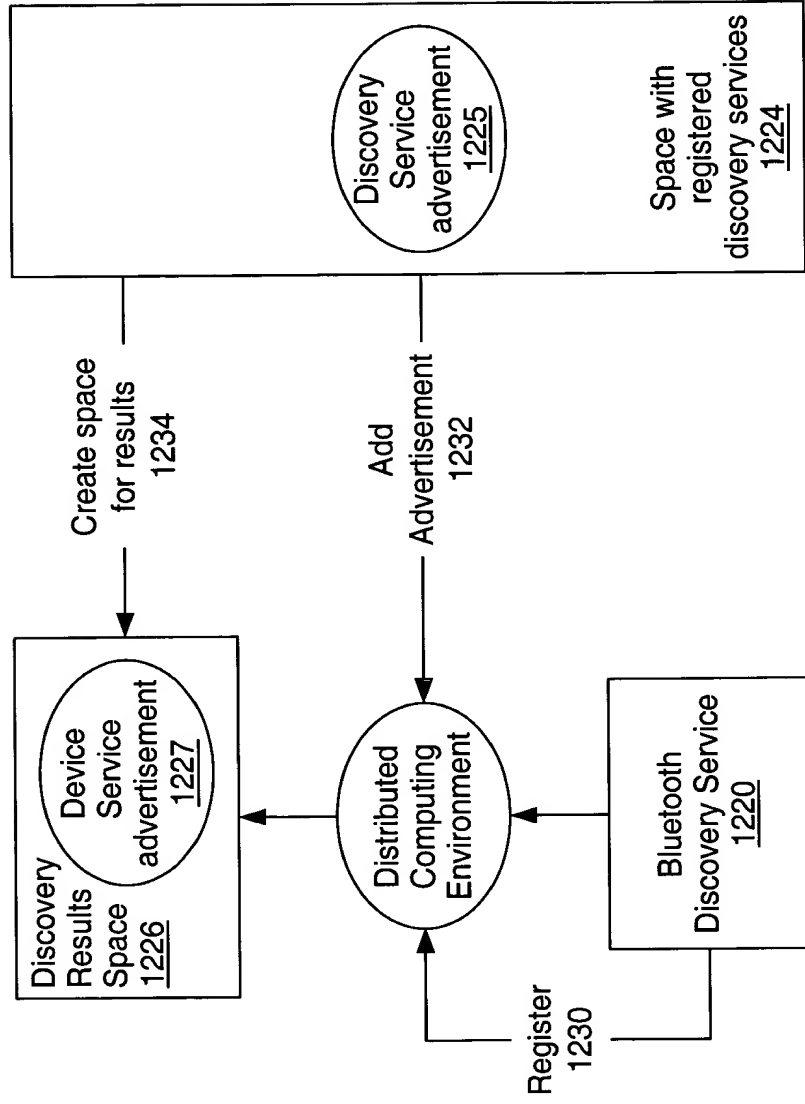 Register
1230
Bluetooth
Discovery Service
1220
Distributed
Computing
Environment
Discovery
Results
Space
1226
Device
Service
advertisement
1227
Add
Advertisement
1232
Create space
for results
1234
Discovery
Service
advertisement
1225
Space with
registered
discovery services
1224